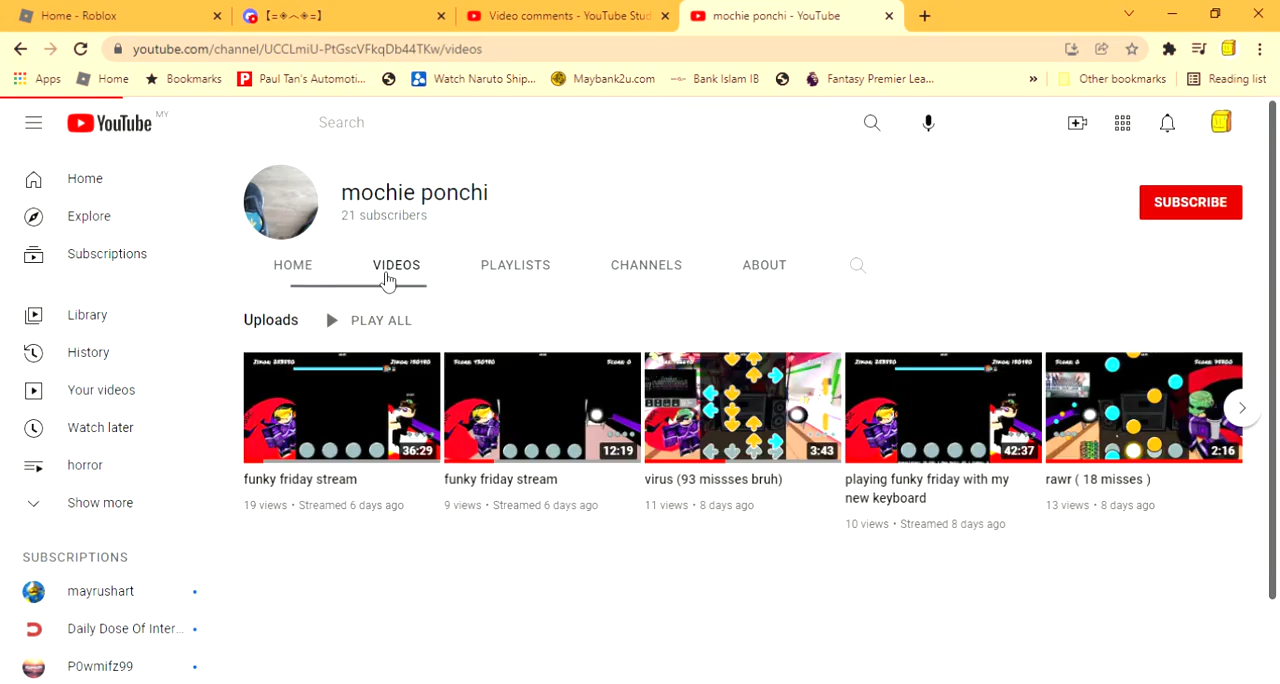 Home - Roblox
【=◈︿◈=】
Video comments - YouTube Stud
mochie ponchi - YouTube
youtube.com/channel/UCCLmiU-PtGscVFkqDb44TKw/videos
Apps
Home
Bookmarks
Paul Tan's Automoti...
Watch Naruto Ship...
Maybank2u.com
Bank Islam IB
Fantasy Premier Lea...
»
Other bookmarks
Reading list
YouTube MY
Search
Home
Explore
Subscriptions
Library
History
Your videos
Watch later
horror
Show more
SUBSCRIPTIONS
mayrushart
Daily Dose Of Inter...
P0wmifz99
mochie ponchi
21 subscribers
SUBSCRIBE
HOME
VIDEOS
PLAYLISTS
CHANNELS
ABOUT
Uploads
PLAY ALL
36:29
funky friday stream
19 views • Streamed 6 days ago
12:19
funky friday stream
9 views • Streamed 6 days ago
3:43
virus (93 missses bruh)
11 views • 8 days ago
42:37
playing funky friday with my
new keyboard
10 views • Streamed 8 days ago
2:16
rawr ( 18 misses )
13 views • 8 days ago